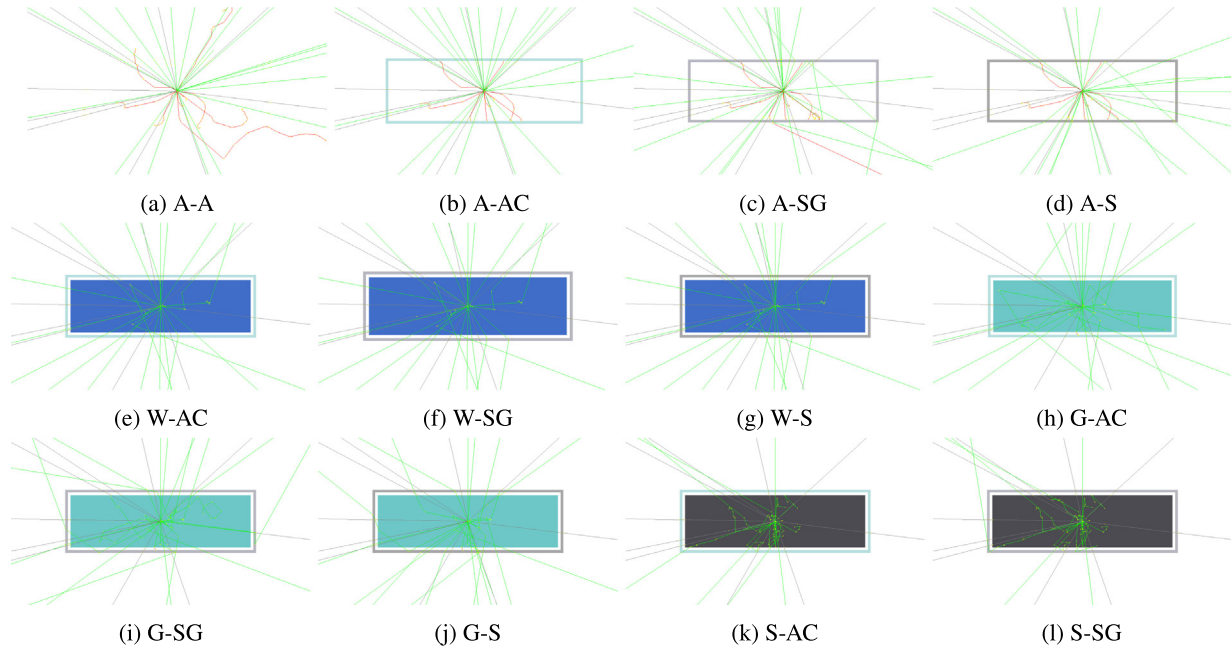 (a) A-A
(b) A-AC
(c) A-SG
(d) A-S
(e) W-AC
(f) W-SG
(g) W-S
(h) G-AC
(i) G-SG
(j) G-S
(k) S-AC
(l) S-SG